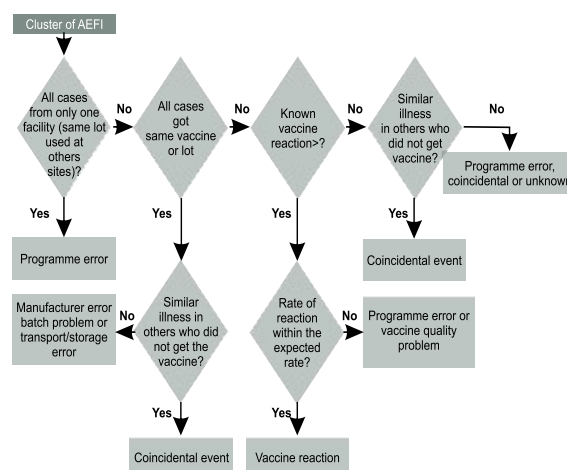 Cluster of AEFI
All cases
from only one
facility (same lot
used at
others
sites)?
No
All cases
got
same vaccine
or lot
No
Known
vaccine
reaction>?
No
Similar
illness
in others who
did not get
vaccine?
No
Programme error,
coincidental or unknown
Yes
Programme error
Yes
Yes
Yes
Coincidental event
Similar
illness in
others who did
not get the
vaccine?
No
Manufacturer error
batch problem or
transport/storage
error
Rate of
reaction
within the
expected
rate?
No
Programme error or
vaccine quality
problem
Yes
Coincidental event
Yes
Vaccine reaction